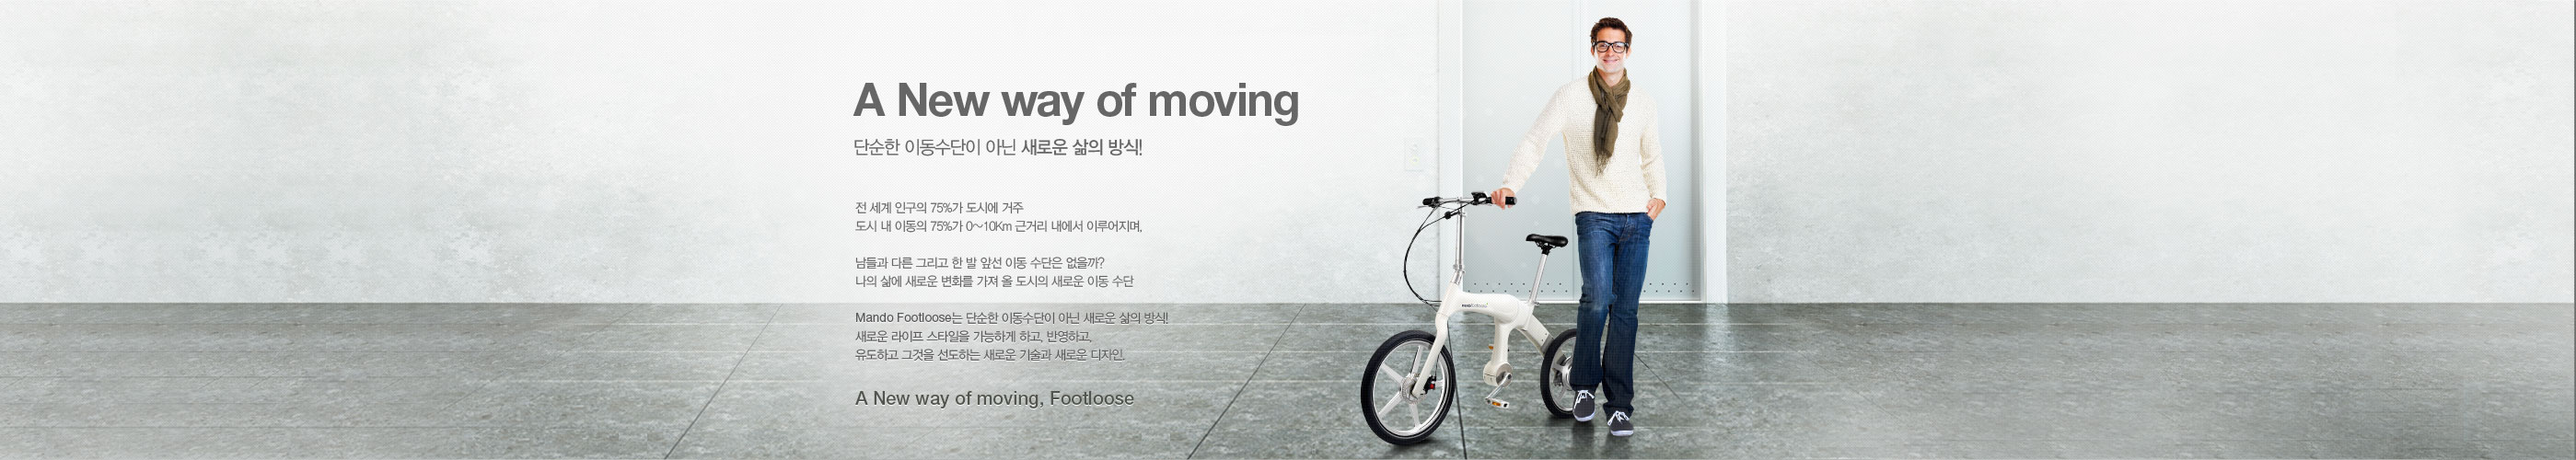 A New way of moving
단순한 이동수단이 아닌 새로운 삶의 방식!
전 세계 인구의 75%가 도시에 거주
도시 내 이동의 75%가 0~10Km 근거리 내에서 이루어지며,
남들과 다른 그리고 한 발 앞선 이동 수단은 없을까?
나의 삶에 새로운 변화를 가져 올 도시의 새로운 이동 수단
Mando Footloose는 단순한 이동수단이 아닌 새로운 삶의 방식!
새로운 라이프 스타일을 가능하게 하고, 반영하고,
유도하고 그것을 선도하는 새로운 기술과 새로운 디자인.
A New way of moving, Footloose